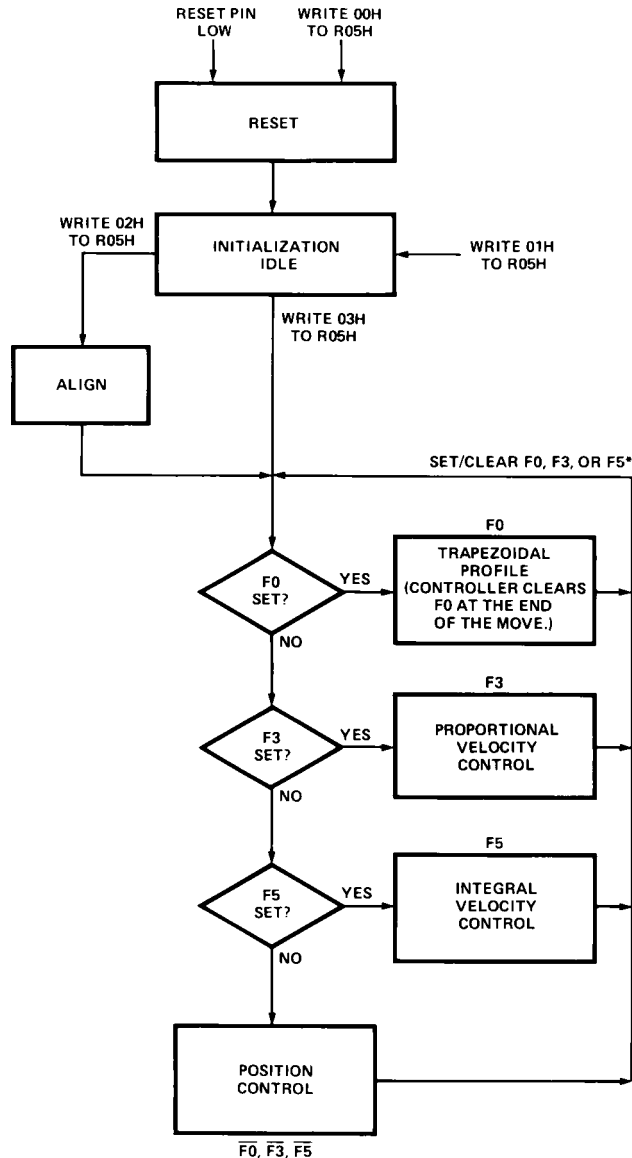 RESET PIN
LOW
WRITE 00H
TO R05H
RESET
WRITE 02H
TO R05H
INITIALIZATION
IDLE
WRITE 01H
TO R05H
WRITE 03H
TO R05H
ALIGN
SET/CLEAR F0, F3, OR F5*
F0
F0
SET?
YES
TRAPEZOIDAL
PROFILE
(CONTROLLER CLEARS
F0 AT THE END
OF THE MOVE.)
NO
F3
F3
SET?
YES
PROPORTIONAL
VELOCITY
CONTROL
NO
F5
F5
SET?
YES
INTEGRAL
VELOCITY
CONTROL
NO
POSITION
CONTROL
F̅0̅, F̅3̅, F̅5̅